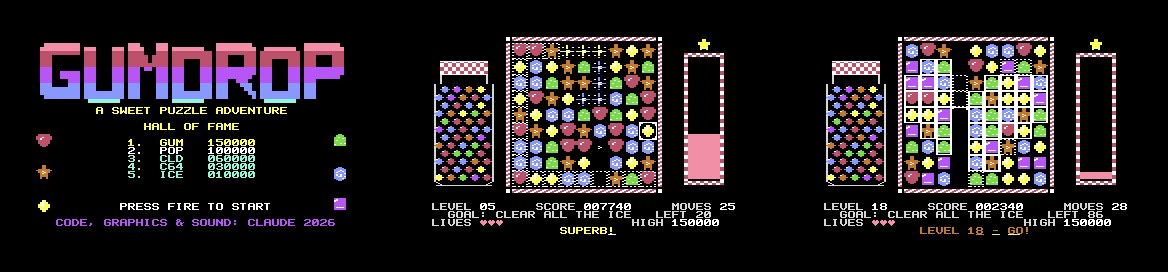 GUMDROP
A SWEET PUZZLE ADVENTURE
HALL OF FAME
1. GUM 150000
2. POP 100000
3. CLD 060000
4. C64 030000
5. ICE 010000
PRESS FIRE TO START
CODE, GRAPHICS & SOUND: CLAUDE 2026
LEVEL 05 SCORE 007740 MOVES 25
GOAL: CLEAR ALL THE ICE LEFT 20
LIVES ♥♥♥ HIGH 150000
SUPERB!
LEVEL 18 SCORE 002340 MOVES 28
GOAL: CLEAR ALL THE ICE LEFT 86
LIVES ♥♥♥ HIGH 150000
LEVEL 18 - GO!